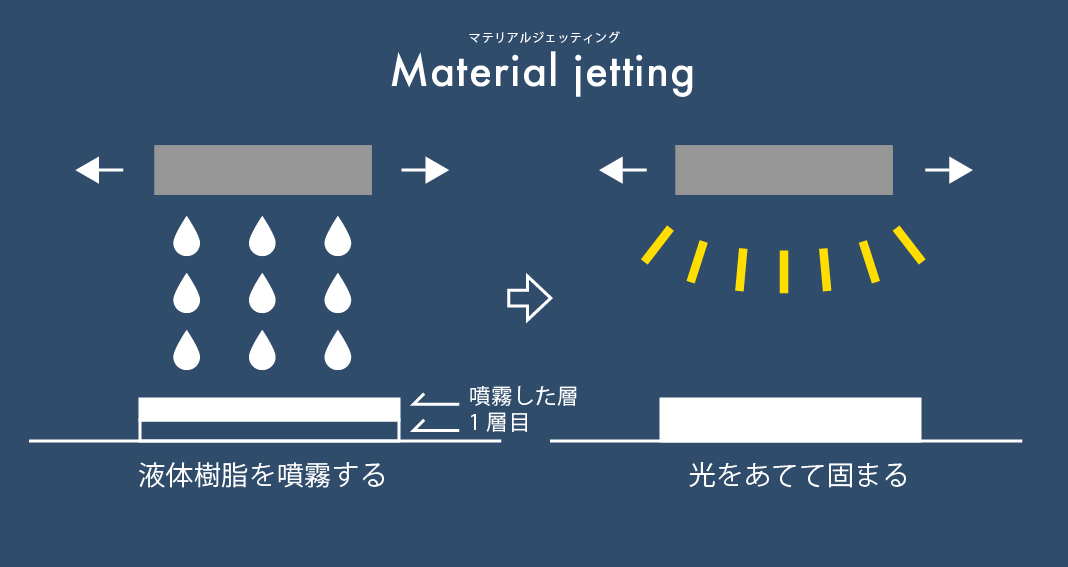 マテリアルジェッティング
Material jetting
噴霧した層
1 層目
液体樹脂を噴霧する
光をあてて固まる